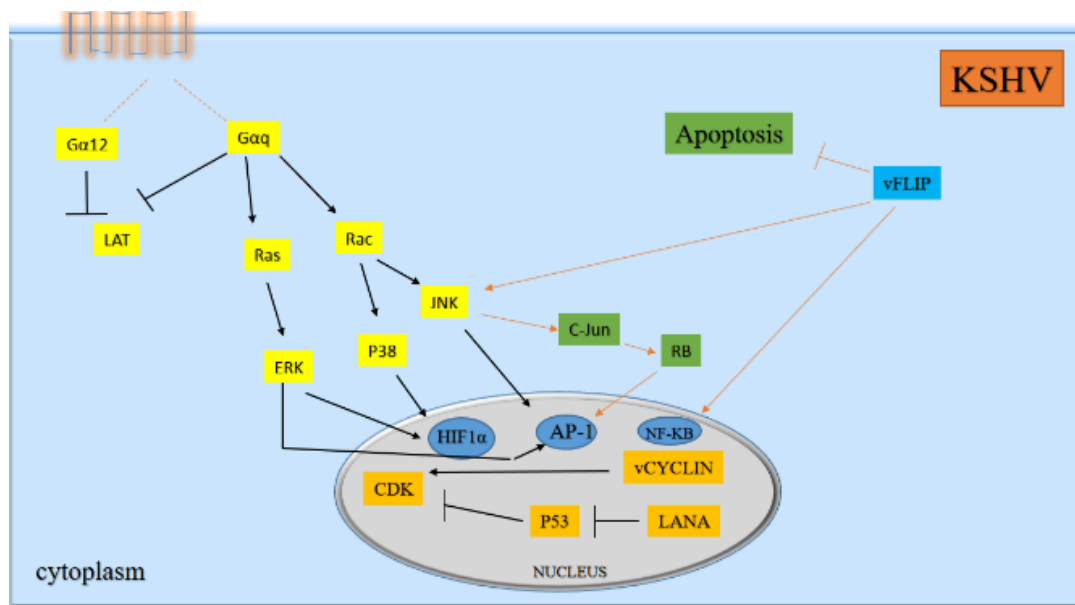 KSHV
Apoptosis
Gα12
Gαq
vFLIP
LAT
Ras
Rac
JNK
C-Jun
RB
P38
ERK
HIF1α
AP-1
NF-KB
vCYCLIN
CDK
P53
LANA
NUCLEUS
cytoplasm